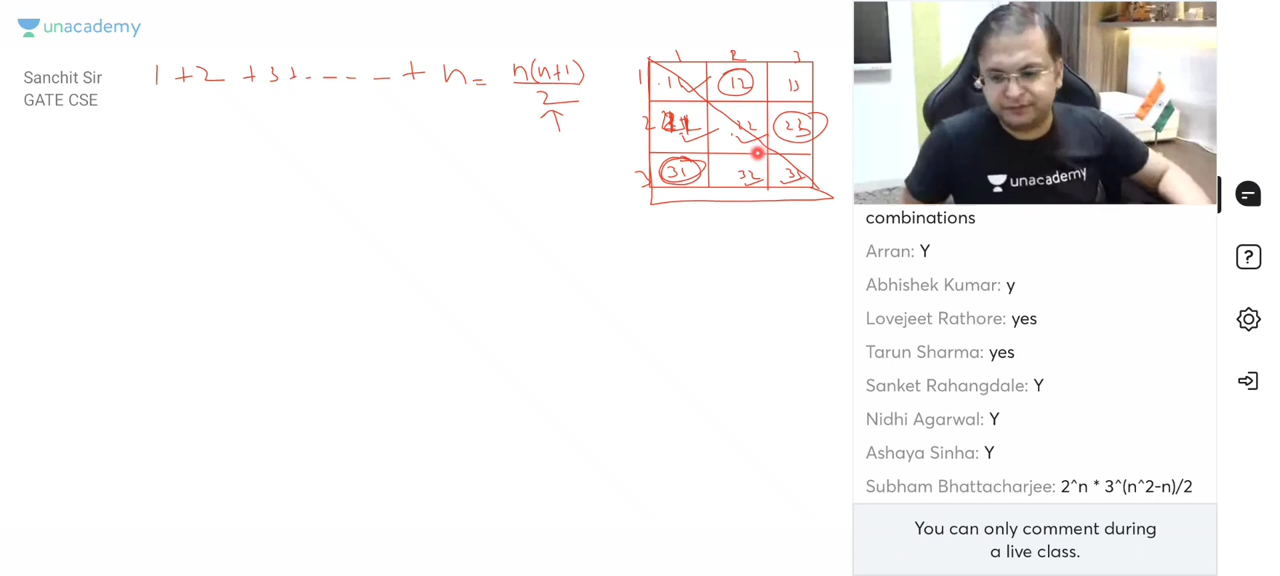 unacademy
Sanchit Sir
GATE CSE
1 + 2 + 3 + ..... + n = n(n+1)
2
1 2 3
1 11 12 13
2 21 22 23
3 31 32 33
unacademy
combinations
Arran: Y
Abhishek Kumar: y
Lovejeet Rathore: yes
Tarun Sharma: yes
Sanket Rahangdale: Y
Nidhi Agarwal: Y
Ashaya Sinha: Y
Subham Bhattacharjee: 2^n * 3^(n^2-n)/2
You can only comment during
a live class.
?